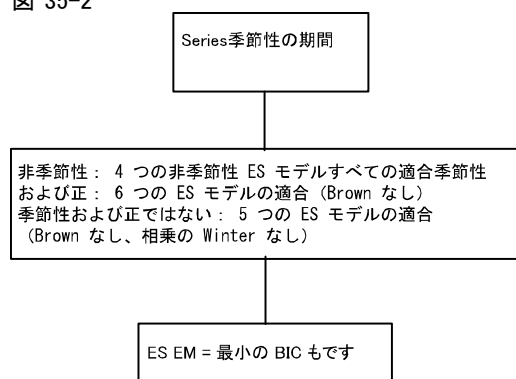 図 35-2
Series季節性の期間
非季節性： 4 つの非季節性 ES モデルすべての適合季節性
および正： 6 つの ES モデルの適合（Brown なし）
季節性および正ではない： 5 つの ES モデルの適合
（Brown なし、相乗の Winter なし）
ES EM = 最小の BIC もです